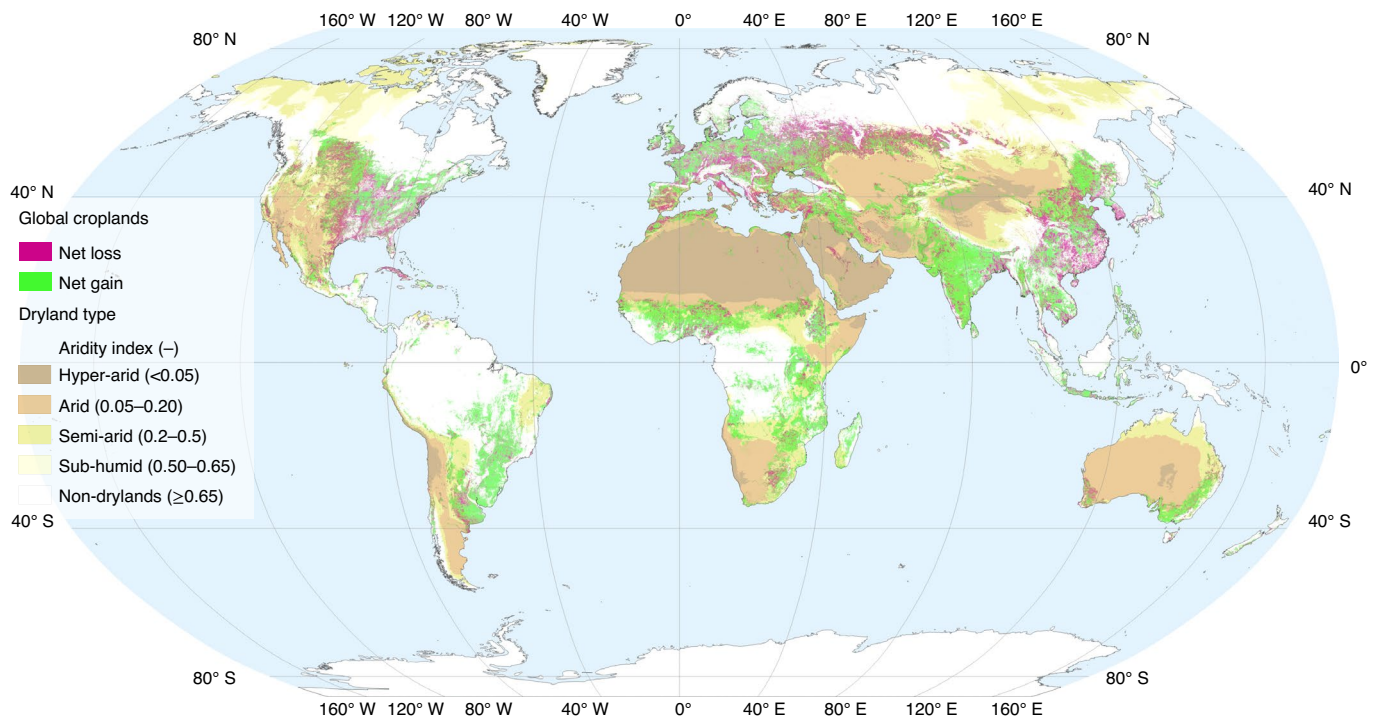 160° W 120° W 80° W 40° W 0° 40° E 80° E 120° E 160° E
80° N 80° N
40° N 40° N
Global croplands
Net loss
Net gain
Dryland type
Aridity index (–)
0°
Hyper-arid (<0.05)
Arid (0.05–0.20)
Semi-arid (0.2–0.5)
Sub-humid (0.50–0.65)
Non-drylands (≥0.65)
40° S 40° S
80° S 80° S
160° W 120° W 80° W 40° W 0° 40° E 80° E 120° E 160° E